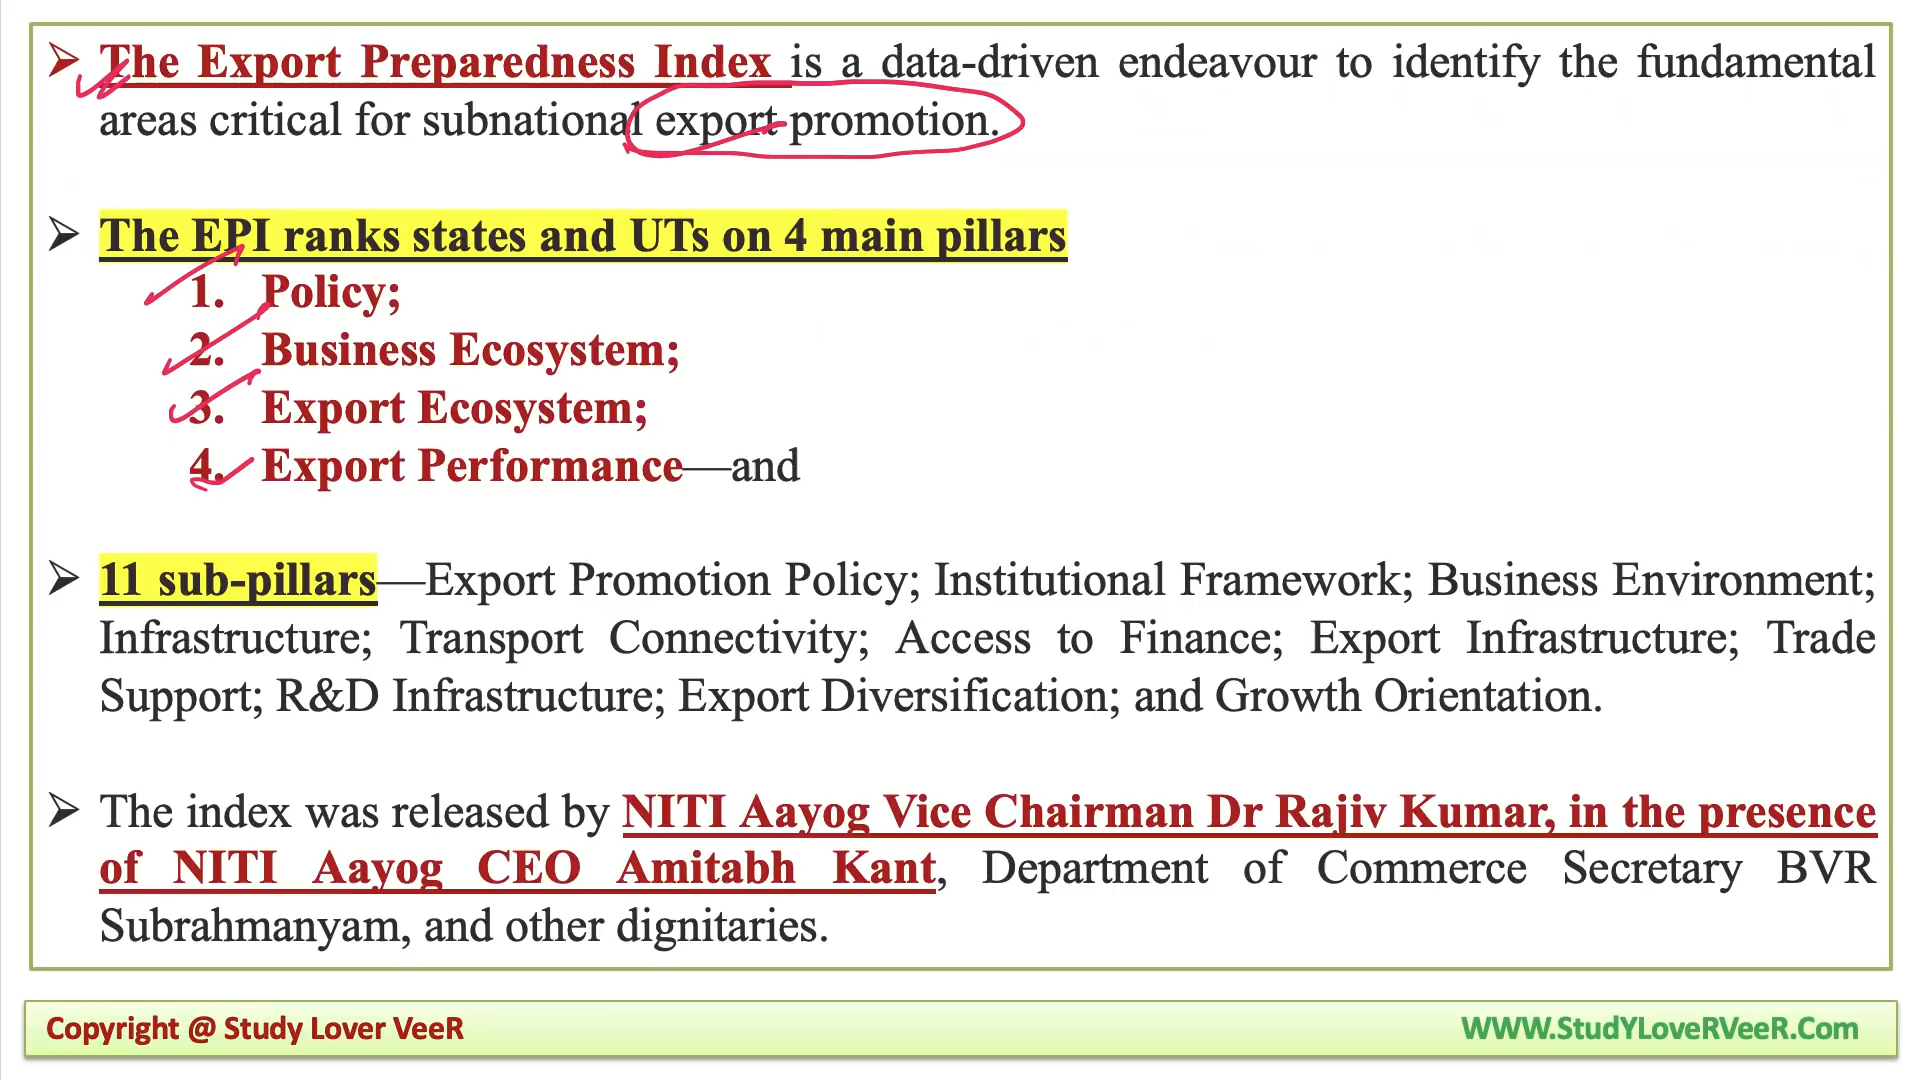 ➢ The Export Preparedness Index is a data-driven endeavour to identify the fundamental
areas critical for subnational export promotion.
➢ The EPI ranks states and UTs on 4 main pillars
1. Policy;
2. Business Ecosystem;
3. Export Ecosystem;
4. Export Performance—and
➢ 11 sub-pillars—Export Promotion Policy; Institutional Framework; Business Environment;
Infrastructure; Transport Connectivity; Access to Finance; Export Infrastructure; Trade
Support; R&D Infrastructure; Export Diversification; and Growth Orientation.
➢ The index was released by NITI Aayog Vice Chairman Dr Rajiv Kumar, in the presence
of NITI Aayog CEO Amitabh Kant, Department of Commerce Secretary BVR
Subrahmanyam, and other dignitaries.
Copyright @ Study Lover VeeR
WWW.StudYLoveRVeeR.Com